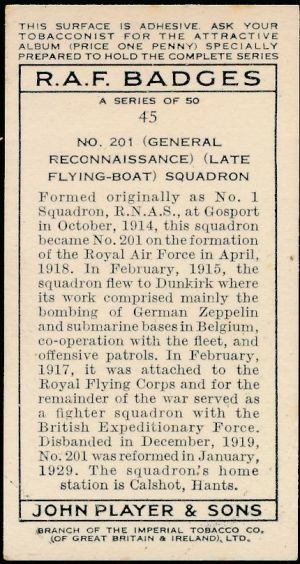 THIS SURFACE IS ADHESIVE. ASK YOUR
TOBACCONIST FOR THE ATTRACTIVE
ALBUM (PRICE ONE PENNY) SPECIALLY
PREPARED TO HOLD THE COMPLETE SERIES
R.A.F. BADGES
A SERIES OF 50
45
NO. 201 (GENERAL
RECONNAISSANCE) (LATE
FLYING-BOAT) SQUADRON
Formed originally as No. 1
Squadron, R.N.A.S., at Gosport
in October, 1914, this squadron
became No. 201 on the formation
of the Royal Air Force in April,
1918. In February, 1915, the
squadron flew to Dunkirk where
its work comprised mainly the
bombing of German Zeppelin
and submarine bases in Belgium,
co-operation with the fleet, and
offensive patrols. In February,
1917, it was attached to the
Royal Flying Corps and for the
remainder of the war served as
a fighter squadron with the
British Expeditionary Force.
Disbanded in December, 1919,
No. 201 was reformed in January,
1929. The squadron's home
station is Calshot, Hants.
JOHN PLAYER & SONS
BRANCH OF THE IMPERIAL TOBACCO CO.
(OF GREAT BRITAIN & IRELAND), LTD.